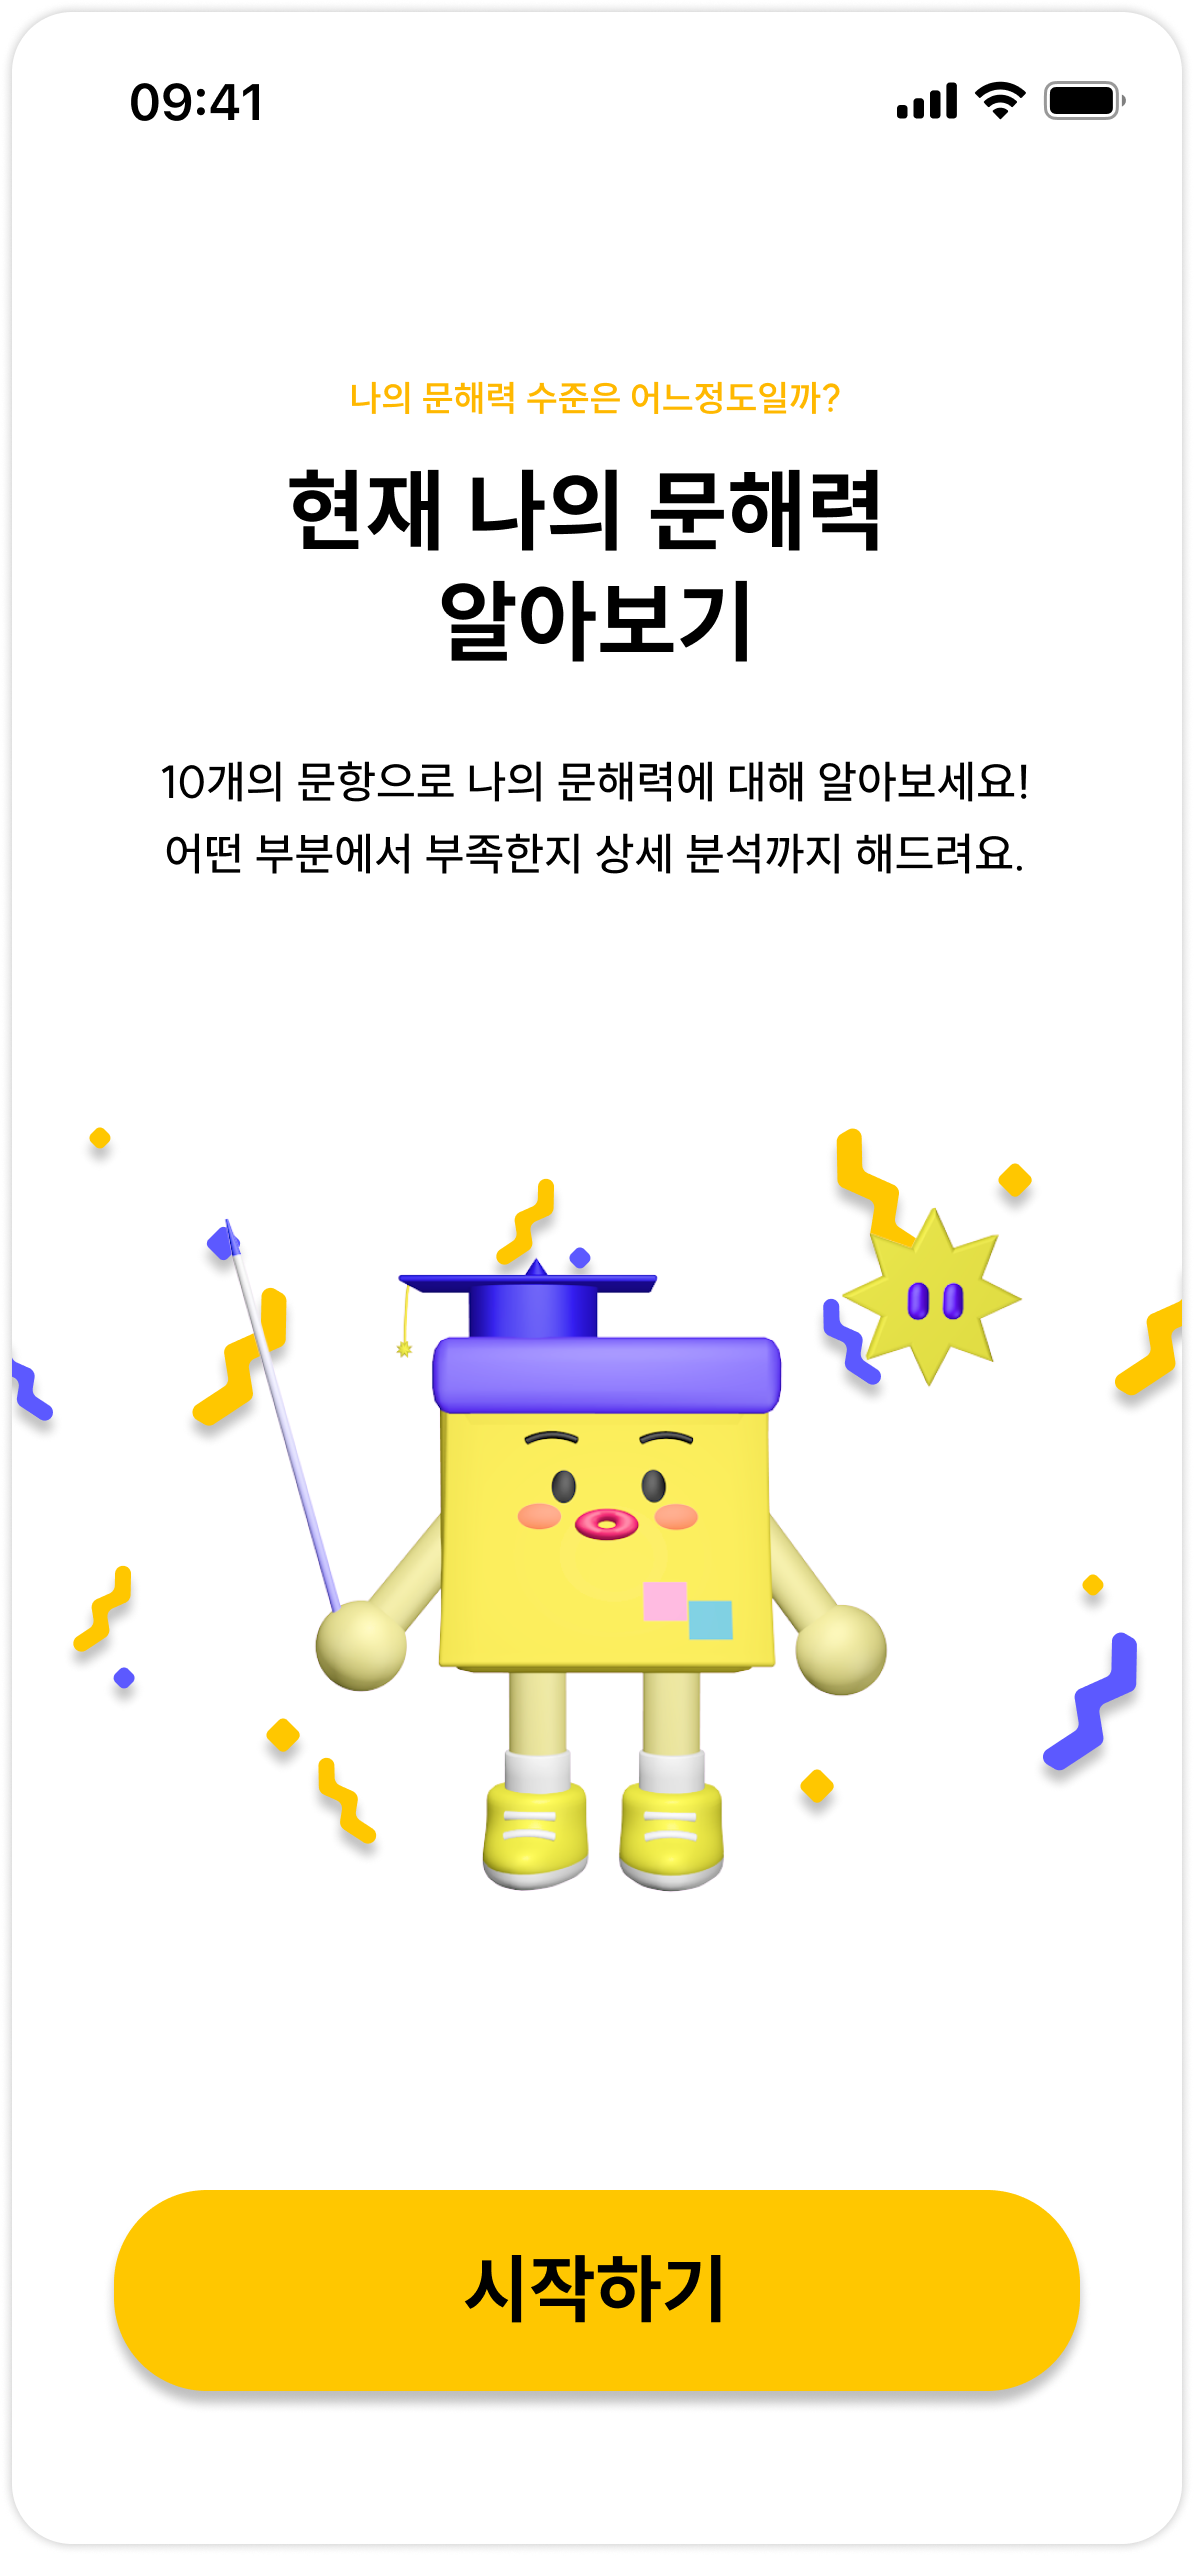 09:41
나의 문해력 수준은 어느정도일까?
현재 나의 문해력
알아보기
10개의 문항으로 나의 문해력에 대해 알아보세요!
어떤 부분에서 부족한지 상세 분석까지 해드려요.
시작하기